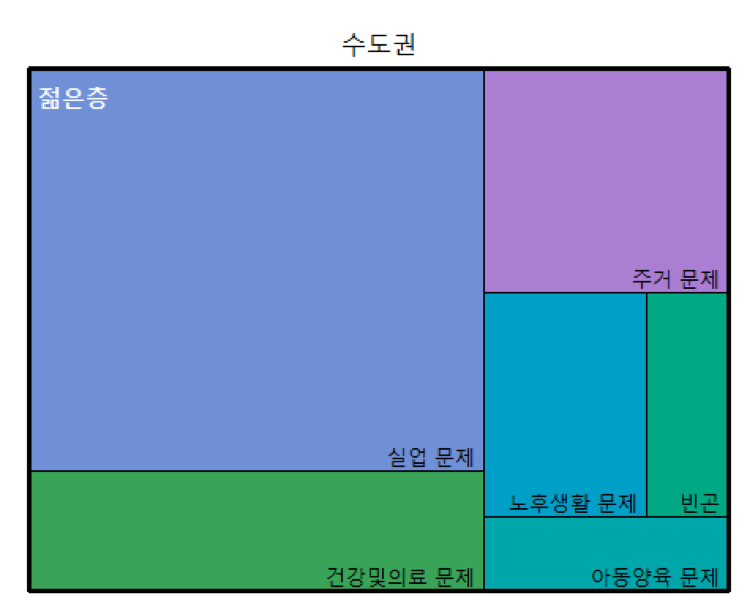 수도권
젊은층
주거 문제
실업 문제
노후생활 문제
빈곤
건강및의료 문제
아동양육 문제